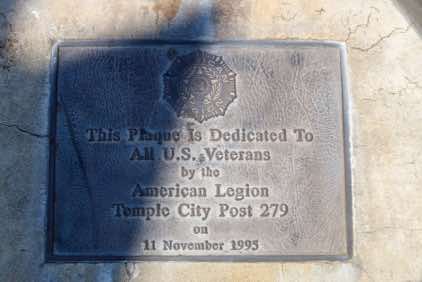 This Plaque Is Dedicated To
All U.S. Veterans
by the
American Legion
Temple City Post 279
on
11 November 1995